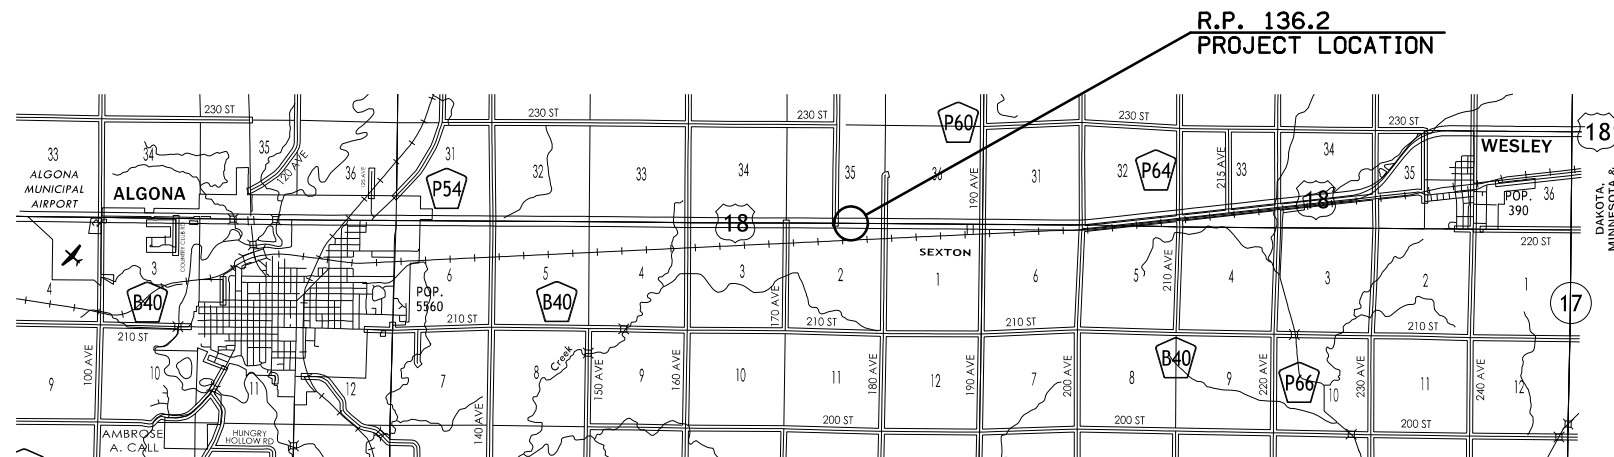 R.P. 136.2
PROJECT LOCATION
230 ST
230 ST
230 ST
230 ST
230 ST
P60
18
WESLEY
33
34
35
36
31
32
33
34
35
36
31
32
33
34
35
36
ALGONA
MUNICIPAL
AIRPORT
ALGONA
120 AVE
P54
P64
215 AVE
190 AVE
18
18
POP.
390
DAKOTA,
MINNESOTA &
SEXTON
220 ST
COUNTRY CLUB RD
3
4
6
5
4
3
2
1
6
5
4
3
2
1
B40
POP.
5560
B40
210 AVE
170 AVE
17
210 ST
210 ST
210 ST
210 ST
210 ST
100 AVE
9
10
11
12
7
8
Creek
150 AVE
9
160 AVE
10
11
180 AVE
12
190 AVE
7
200 AVE
8
B40
9
220 AVE
P66
10
230 AVE
11
240 AVE
12
140 AVE
200 ST
200 ST
200 ST
AMBROSE
A. CALL
HUNGRY
HOLLOW RD